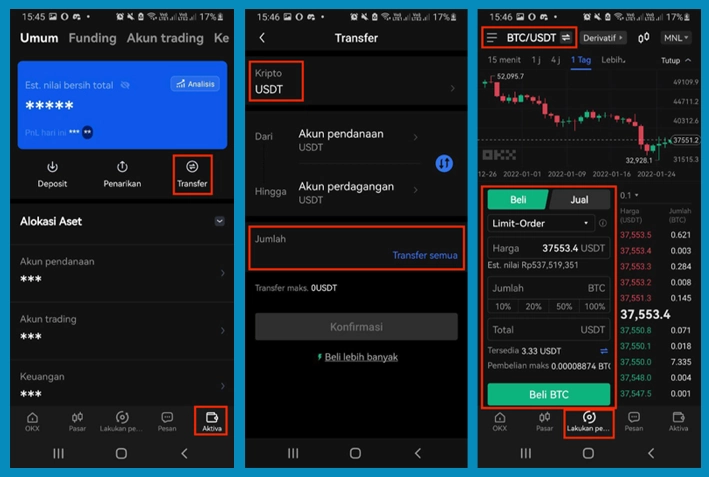 15:45
17%
Umum Funding Akun trading Ke
Est. nilai bersih total
Analisis
*****
PnL hari ini *** **
Deposit
Penarikan
Transfer
Alokasi Aset
Akun pendanaan
***
Akun trading
***
Keuangan
***
OKX
Pasar
Lakukan pe...
Pesan
Aktiva
15:46
17%
Transfer
Kripto
USDT
Dari
Akun pendanaan
USDT
Hingga
Akun perdagangan
USDT
Jumlah
Transfer semua
Transfer maks. 0USDT
Konfirmasi
Beli lebih banyak
15:46
17%
BTC/USDT
Derivatif
MNL
15 menit 1 j 4 j 1 Tag Lebih
Tutup
52,095.7
49109.9
44711.2
40312.6
37551.2
32,928.1
31515.3
OKX
12-26 2022-01-01 2022-01-09 2022-01-16 2022-01-24
Beli
Jual
Limit-Order
Harga 37553.4 USDT
Est. nilai Rp537,519,351
Jumlah BTC
10% 20% 50% 100%
Total USDT
Tersedia 3.33 USDT
Pembelian maks 0.00008874 BTC
Beli BTC
0.1
Harga (USDT)
Jumlah (BTC)
37,553.5 0.621
37,553.4 0.003
37,553.3 0.284
37,553.2 0.008
37,551.3 0.145
37,553.4
37,550.8 0.071
37,550.1 0.018
37,550.0 7.335
37,548.0 0.004
37,547.5 0.001
OKX
Pasar
Lakukan pe...
Pesan
Aktiva